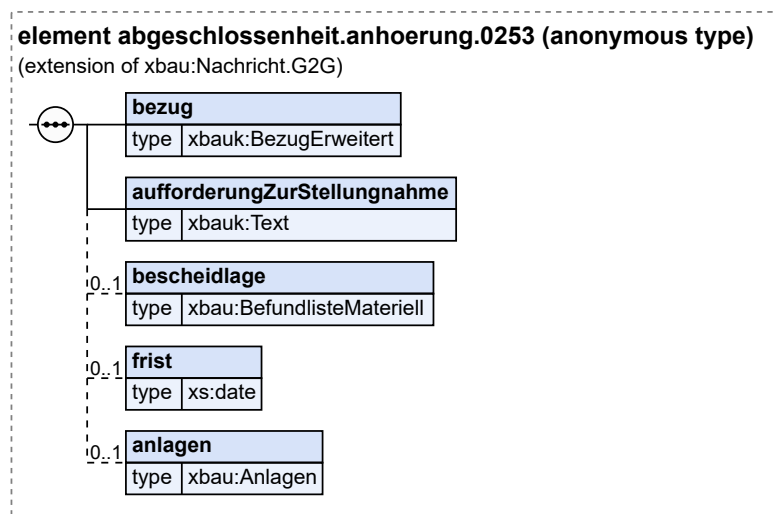 element abgeschlossenheit.anhoerung.0253 (anonymous type)
(extension of xbau:Nachricht.G2G)
bezug
type xbauk:BezugErweitert
aufforderungZurStellungnahme
type xbauk:Text
0..1 bescheidlage
type xbau:BefundlisteMateriell
0..1 frist
type xs:date
0..1 anlagen
type xbau:Anlagen